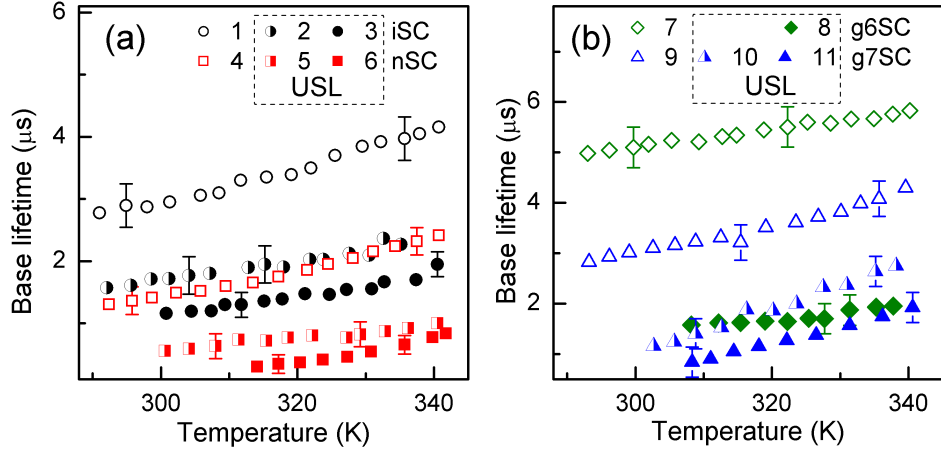 (a)
1 2 3 iSC
4 5 6 nSC
USL
6
4
2
Base lifetime (μs)
300 320 340
Temperature (K)
(b)
7 8 g6SC
9 10 11 g7SC
USL
6
4
2
Base lifetime (μs)
300 320 340
Temperature (K)